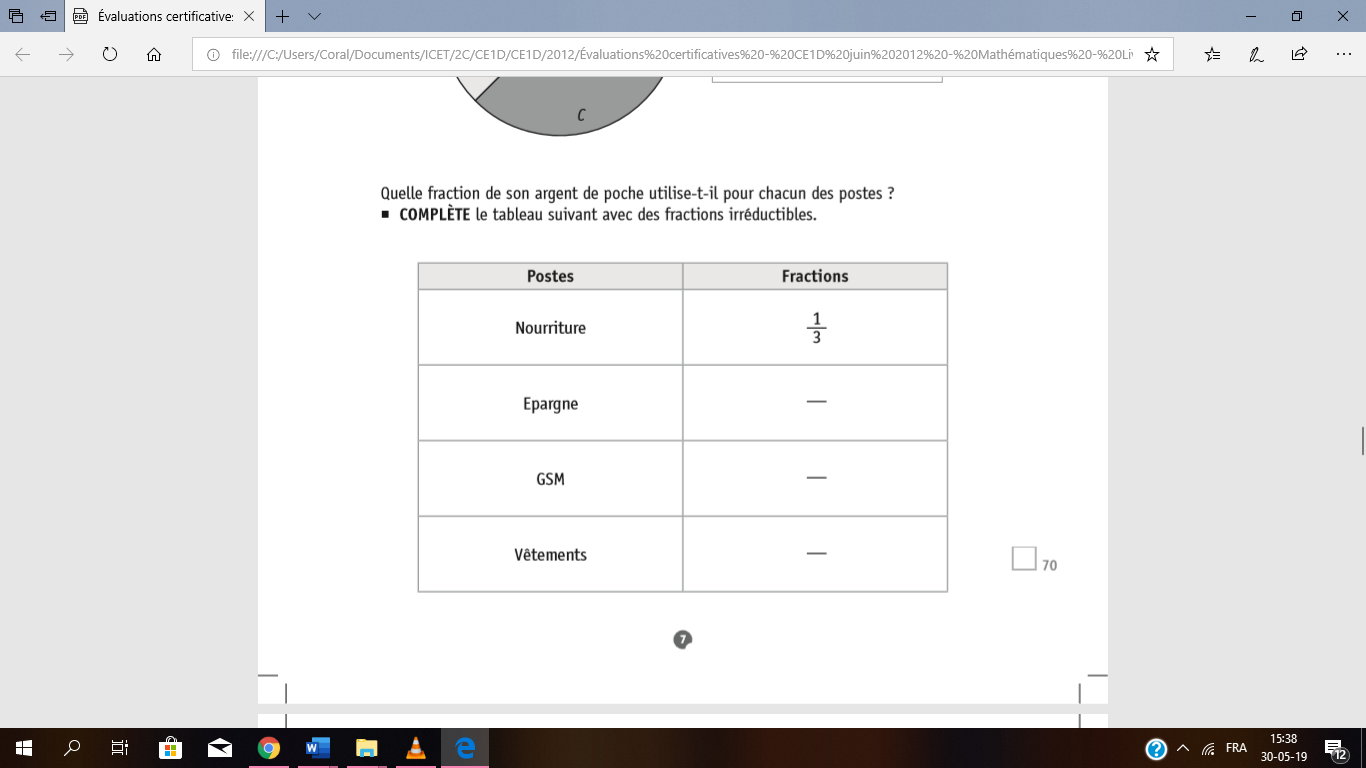 Évaluations certificatives
file:///C:/Users/Coral/Documents/ICET/2C/CE1D/CE1D/2012/Évaluations%20certificatives%20-%20CE1D%20juin%202012%20-%20Mathématiques%20-%20Li
C
Quelle fraction de son argent de poche utilise-t-il pour chacun des postes ?
▪ COMPLÈTE le tableau suivant avec des fractions irréductibles.
Postes Fractions
Nourriture 1/3
Epargne —
GSM —
Vêtements —
70
7
FRA
15:38
30-05-19
12